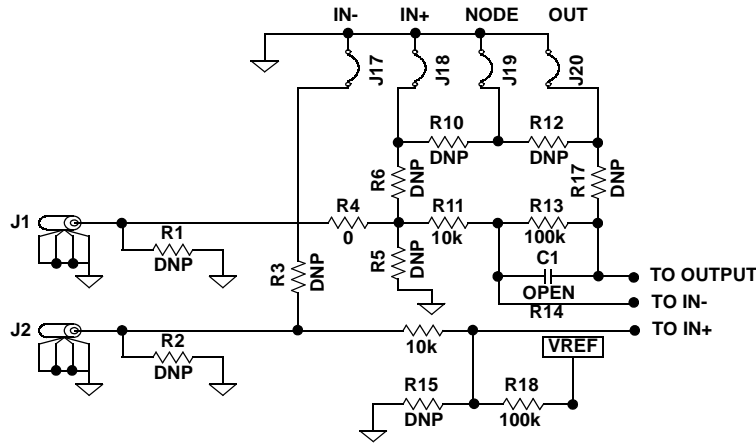 IN- IN+ NODE OUT
J17 J18 J19 J20
R10 R12
DNP DNP
R6 DNP R17 DNP
J1 R1 DNP
R4 R11 R13
0 10k 100k
R3 DNP R5 DNP
C1
OPEN
TO OUTPUT
TO IN-
R14
J2 R2 DNP
10k
TO IN+
VREF
R15 R18
DNP 100k